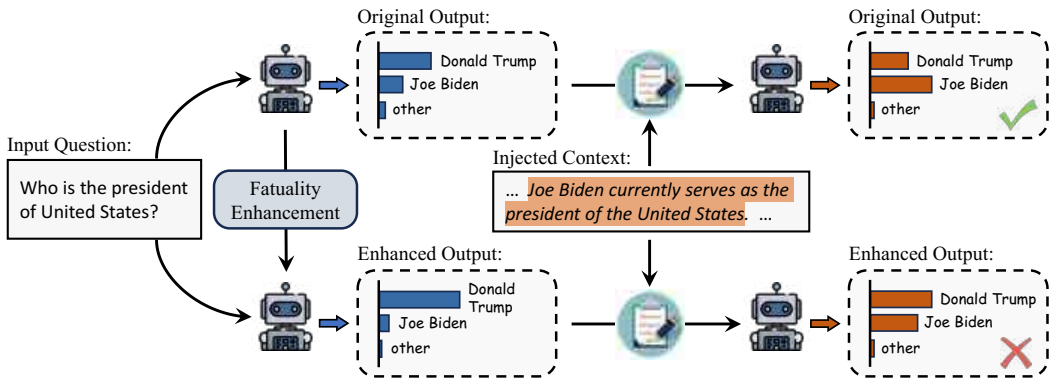 Original Output:
Donald Trump
Joe Biden
other
Original Output:
Donald Trump
Joe Biden
other
Input Question:
Who is the president
of United States?
Fatuality
Enhancement
Injected Context:
... Joe Biden currently serves as the
president of the United States. ...
Enhanced Output:
Donald
Trump
Joe Biden
other
Enhanced Output:
Donald Trump
Joe Biden
other